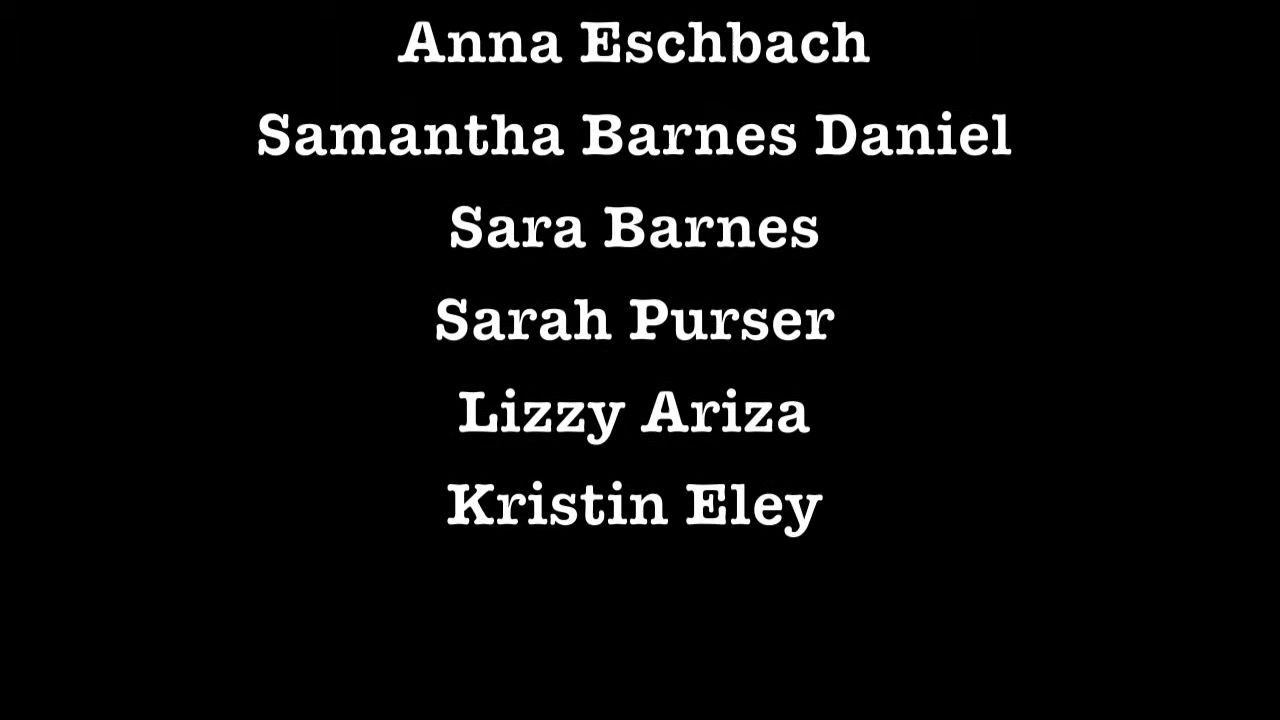 Anna Eschbach
Samantha Barnes Daniel
Sara Barnes
Sarah Purser
Lizzy Ariza
Kristin Eley